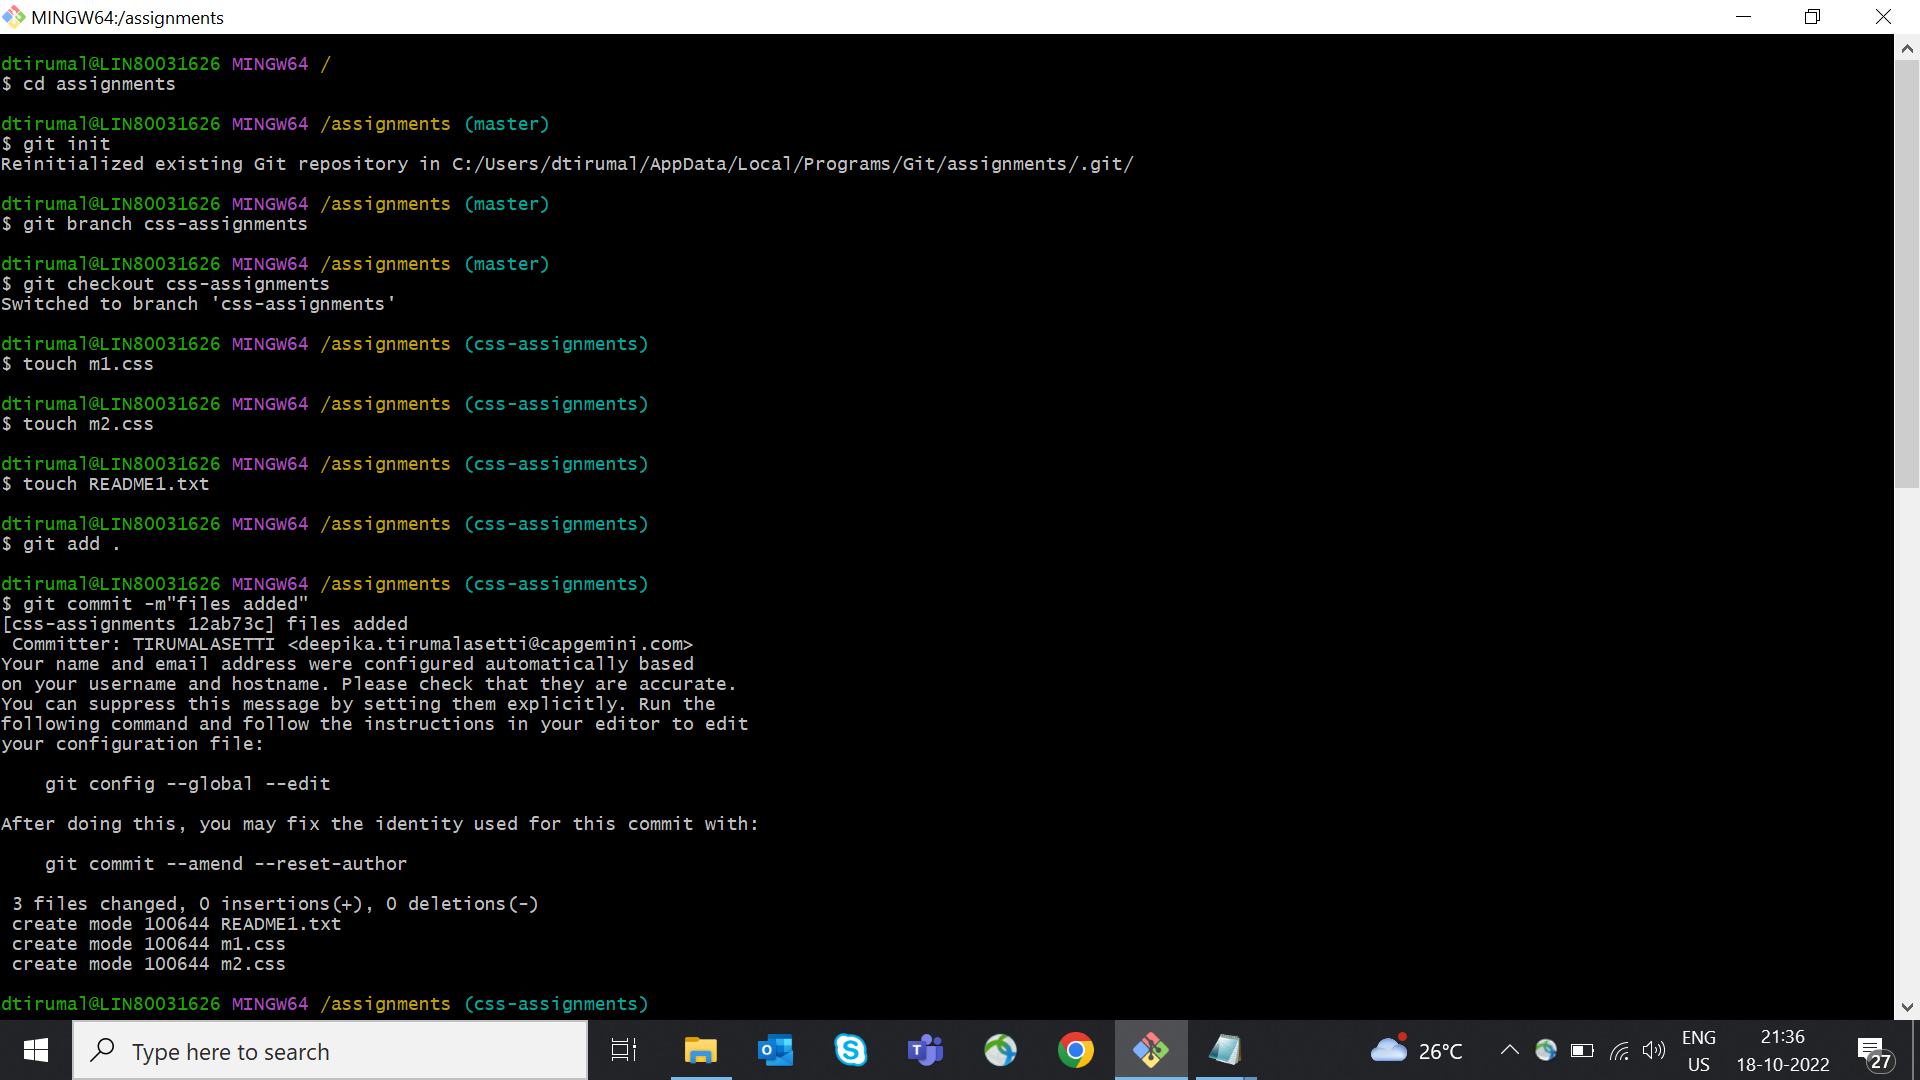 MINGW64:/assignments
dtirumal@LIN80031626 MINGW64 /
$ cd assignments
dtirumal@LIN80031626 MINGW64 /assignments (master)
$ git init
Reinitialized existing Git repository in C:/Users/dtirumal/AppData/Local/Programs/Git/assignments/.git/
dtirumal@LIN80031626 MINGW64 /assignments (master)
$ git branch css-assignments
dtirumal@LIN80031626 MINGW64 /assignments (master)
$ git checkout css-assignments
Switched to branch 'css-assignments'
dtirumal@LIN80031626 MINGW64 /assignments (css-assignments)
$ touch m1.css
dtirumal@LIN80031626 MINGW64 /assignments (css-assignments)
$ touch m2.css
dtirumal@LIN80031626 MINGW64 /assignments (css-assignments)
$ touch README1.txt
dtirumal@LIN80031626 MINGW64 /assignments (css-assignments)
$ git add .
dtirumal@LIN80031626 MINGW64 /assignments (css-assignments)
$ git commit -m"files added"
[css-assignments 12ab73c] files added
Committer: TIRUMALASETTI <deepika.tirumalasetti@capgemini.com>
Your name and email address were configured automatically based
on your username and hostname. Please check that they are accurate.
You can suppress this message by setting them explicitly. Run the
following command and follow the instructions in your editor to edit
your configuration file:
git config --global --edit
After doing this, you may fix the identity used for this commit with:
git commit --amend --reset-author
3 files changed, 0 insertions(+), 0 deletions(-)
create mode 100644 README1.txt
create mode 100644 m1.css
create mode 100644 m2.css
dtirumal@LIN80031626 MINGW64 /assignments (css-assignments)
Type here to search
26°C
ENG
US
21:36
18-10-2022
27